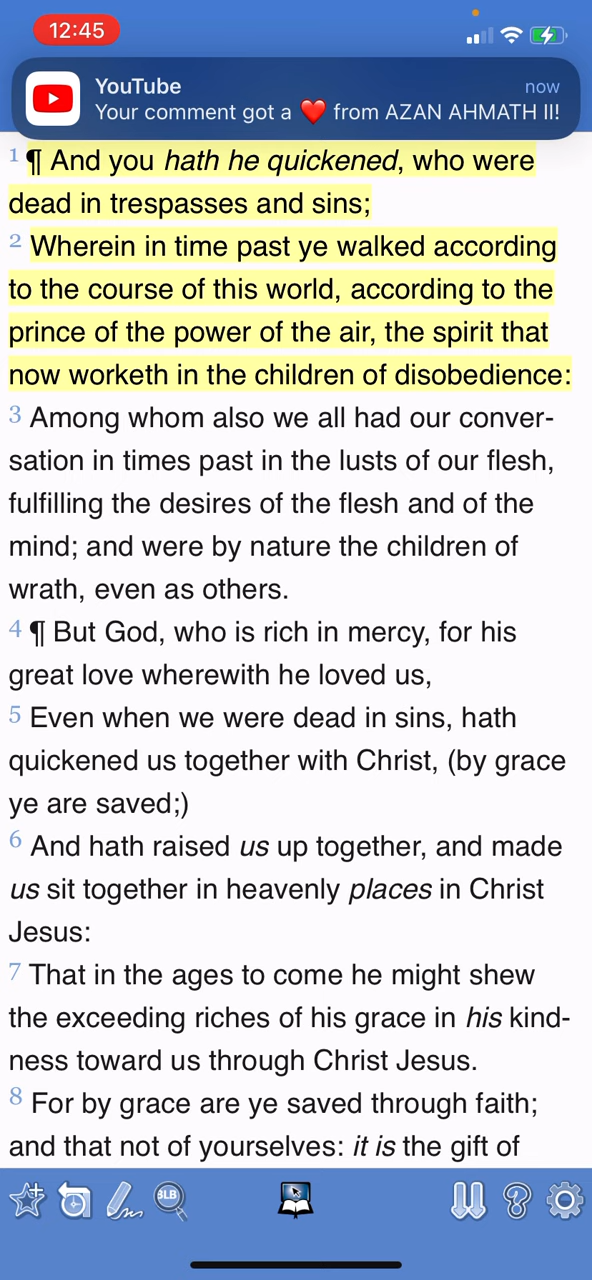 12:45
YouTube
now
Your comment got a ❤️ from AZAN AHMATH II!
1 ¶ And you hath he quickened, who were
dead in trespasses and sins;
2 Wherein in time past ye walked according
to the course of this world, according to the
prince of the power of the air, the spirit that
now worketh in the children of disobedience:
3 Among whom also we all had our conver-
sation in times past in the lusts of our flesh,
fulfilling the desires of the flesh and of the
mind; and were by nature the children of
wrath, even as others.
4 ¶ But God, who is rich in mercy, for his
great love wherewith he loved us,
5 Even when we were dead in sins, hath
quickened us together with Christ, (by grace
ye are saved;)
6 And hath raised us up together, and made
us sit together in heavenly places in Christ
Jesus:
7 That in the ages to come he might shew
the exceeding riches of his grace in his kind-
ness toward us through Christ Jesus.
8 For by grace are ye saved through faith;
and that not of yourselves: it is the gift of
BLB